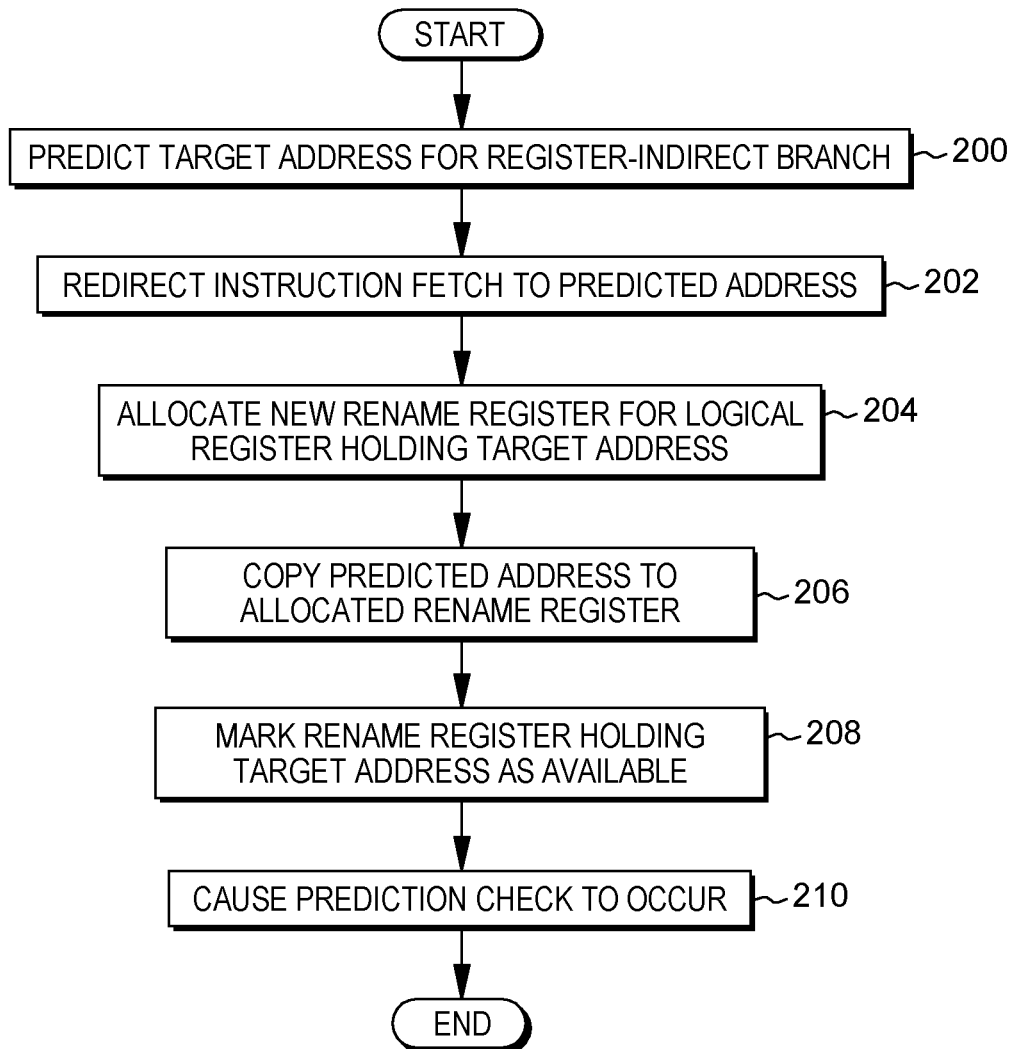 START
PREDICT TARGET ADDRESS FOR REGISTER-INDIRECT BRANCH
200
REDIRECT INSTRUCTION FETCH TO PREDICTED ADDRESS
202
ALLOCATE NEW RENAME REGISTER FOR LOGICAL
REGISTER HOLDING TARGET ADDRESS
204
COPY PREDICTED ADDRESS TO
ALLOCATED RENAME REGISTER
206
MARK RENAME REGISTER HOLDING
TARGET ADDRESS AS AVAILABLE
208
CAUSE PREDICTION CHECK TO OCCUR
210
END